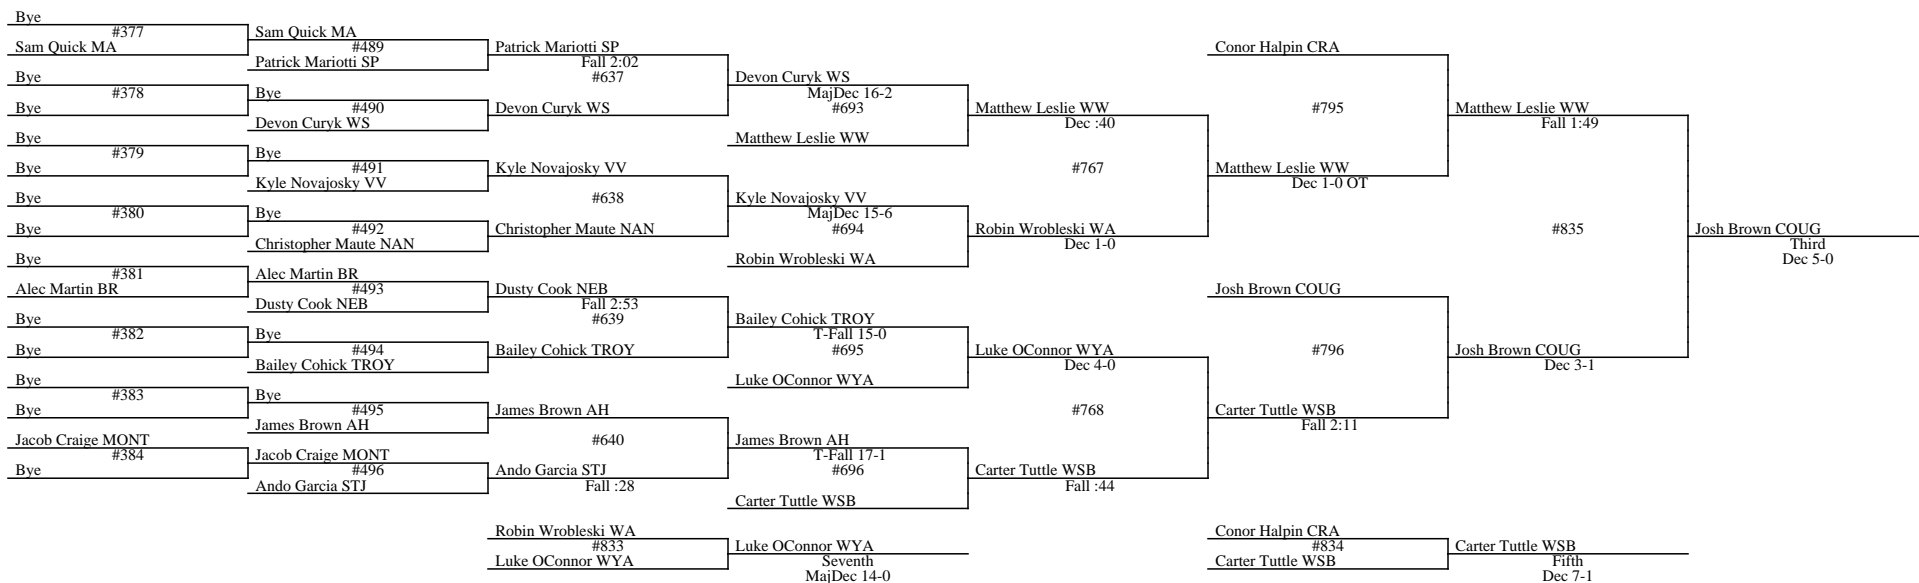 Bye
#377
Sam Quick MA
Bye
#378
Bye
Bye
#379
Bye
Bye
#380
Bye
Bye
#381
Alec Martin BR
Bye
#382
Bye
Bye
#383
Bye
Jacob Craige MONT
#384
Bye
Sam Quick MA
#489
Patrick Mariotti SP
Bye
#490
Devon Curyk WS
Bye
#491
Kyle Novajosky VV
Bye
#492
Christopher Maute NAN
Alec Martin BR
#493
Dusty Cook NEB
Bye
#494
Bailey Cohick TROY
Bye
#495
James Brown AH
Jacob Craige MONT
#496
Ando Garcia STJ
Patrick Mariotti SP
Fall 2:02
#637
Devon Curyk WS
Kyle Novajosky VV
#638
Christopher Maute NAN
Dusty Cook NEB
Fall 2:53
#639
Bailey Cohick TROY
James Brown AH
#640
Ando Garcia STJ
Fall :28
Devon Curyk WS
MajDec 16-2
#693
Matthew Leslie WW
Kyle Novajosky VV
MajDec 15-6
#694
Robin Wrobleski WA
Bailey Cohick TROY
T-Fall 15-0
#695
Luke OConnor WYA
James Brown AH
T-Fall 17-1
#696
Carter Tuttle WSB
Matthew Leslie WW
Dec :40
#767
Robin Wrobleski WA
Dec 1-0
Luke OConnor WYA
Dec 4-0
#768
Carter Tuttle WSB
Fall :44
Conor Halpin CRA
#795
Matthew Leslie WW
Dec 1-0 OT
Josh Brown COUG
#796
Carter Tuttle WSB
Fall 2:11
Matthew Leslie WW
Fall 1:49
#835
Josh Brown COUG
Dec 3-1
Josh Brown COUG
Third
Dec 5-0
Robin Wrobleski WA
#833
Luke OConnor WYA
Luke OConnor WYA
Seventh
MajDec 14-0
Conor Halpin CRA
#834
Carter Tuttle WSB
Carter Tuttle WSB
Fifth
Dec 7-1